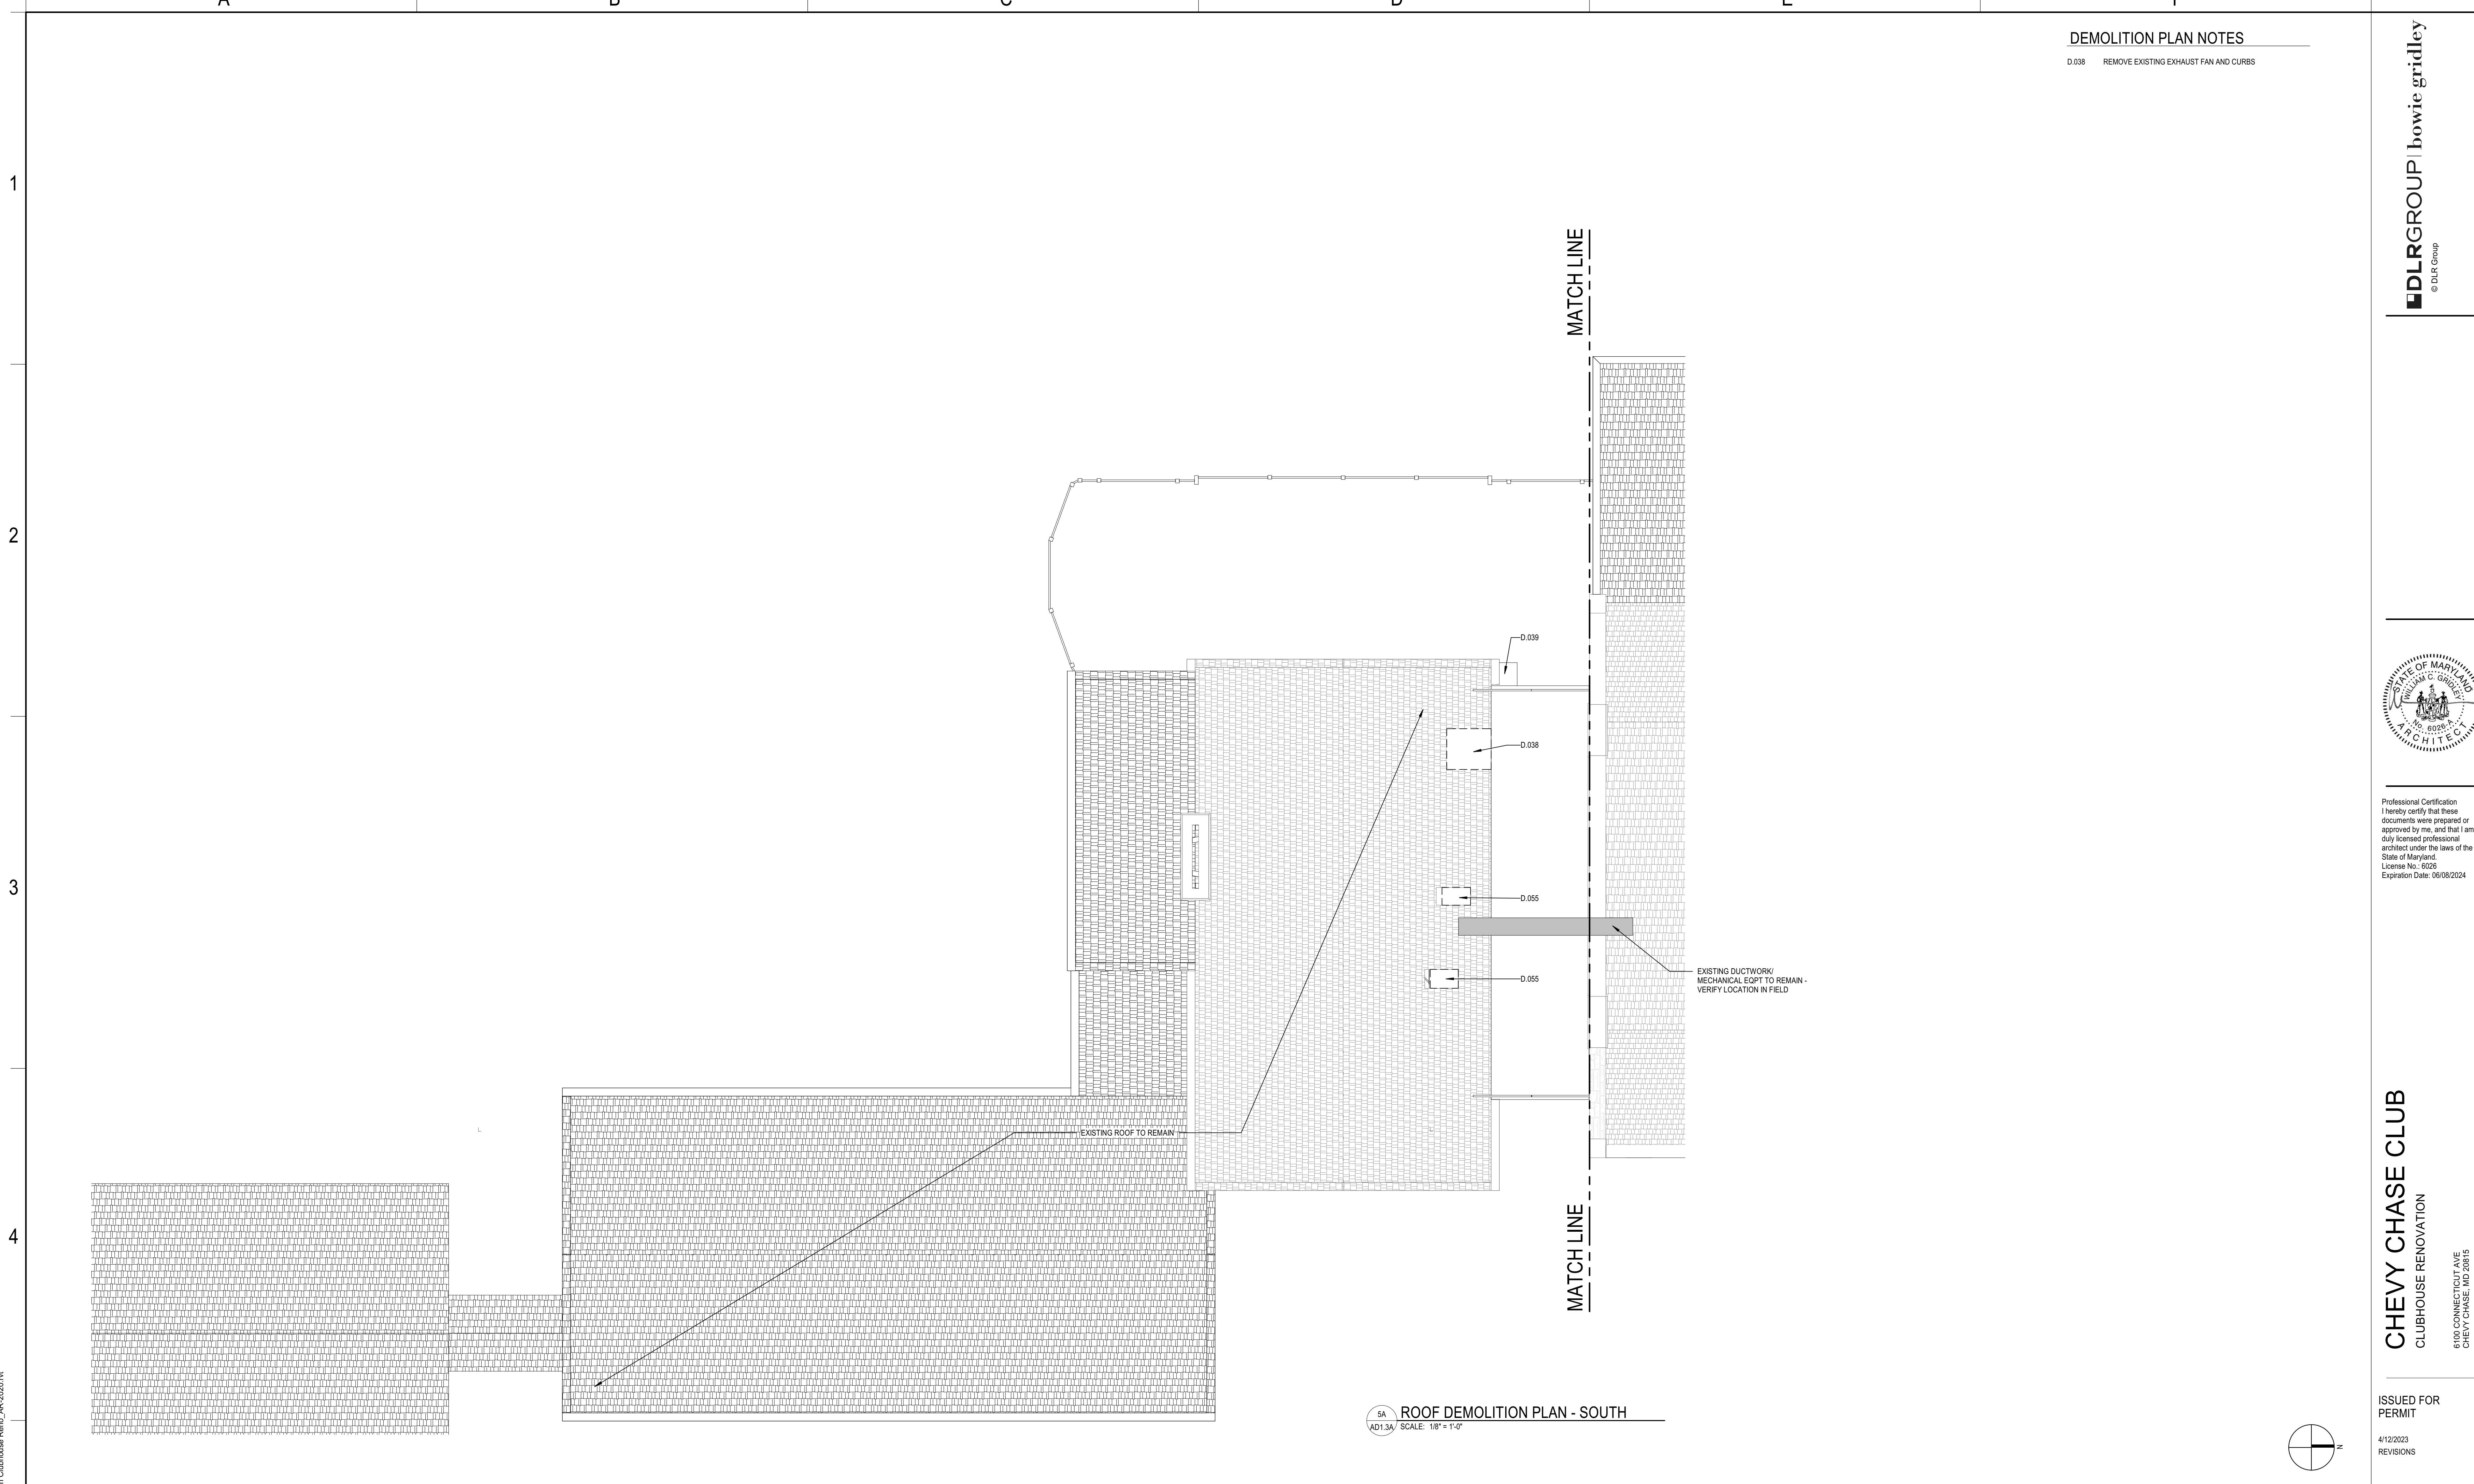 A
B
C
D
E
DEMOLITION PLAN NOTES
D.038 REMOVE EXISTING EXHAUST FAN AND CURBS
1
2
3
4
MATCH LINE
D.039
D.038
D.055
D.055
EXISTING DUCTWORK/
MECHANICAL EQPT TO REMAIN -
VERIFY LOCATION IN FIELD
EXISTING ROOF TO REMAIN
MATCH LINE
5A
AD1.3A
ROOF DEMOLITION PLAN - SOUTH
SCALE: 1/8" = 1'-0"
N
DLRGROUP | bowie gridley
© DLR Group
STATE OF MARYLAND
WILLIAM C. GRIDLEY
No. 6026-A
ARCHITECT
Professional Certification
I hereby certify that these
documents were prepared or
approved by me, and that I am
duly licensed professional
architect under the laws of the
State of Maryland.
License No.: 6026
Expiration Date: 06/08/2024
CHEVY CHASE CLUB
CLUBHOUSE RENOVATION
6100 CONNECTICUT AVE
CHEVY CHASE, MD 20815
ISSUED FOR
PERMIT
4/12/2023
REVISIONS